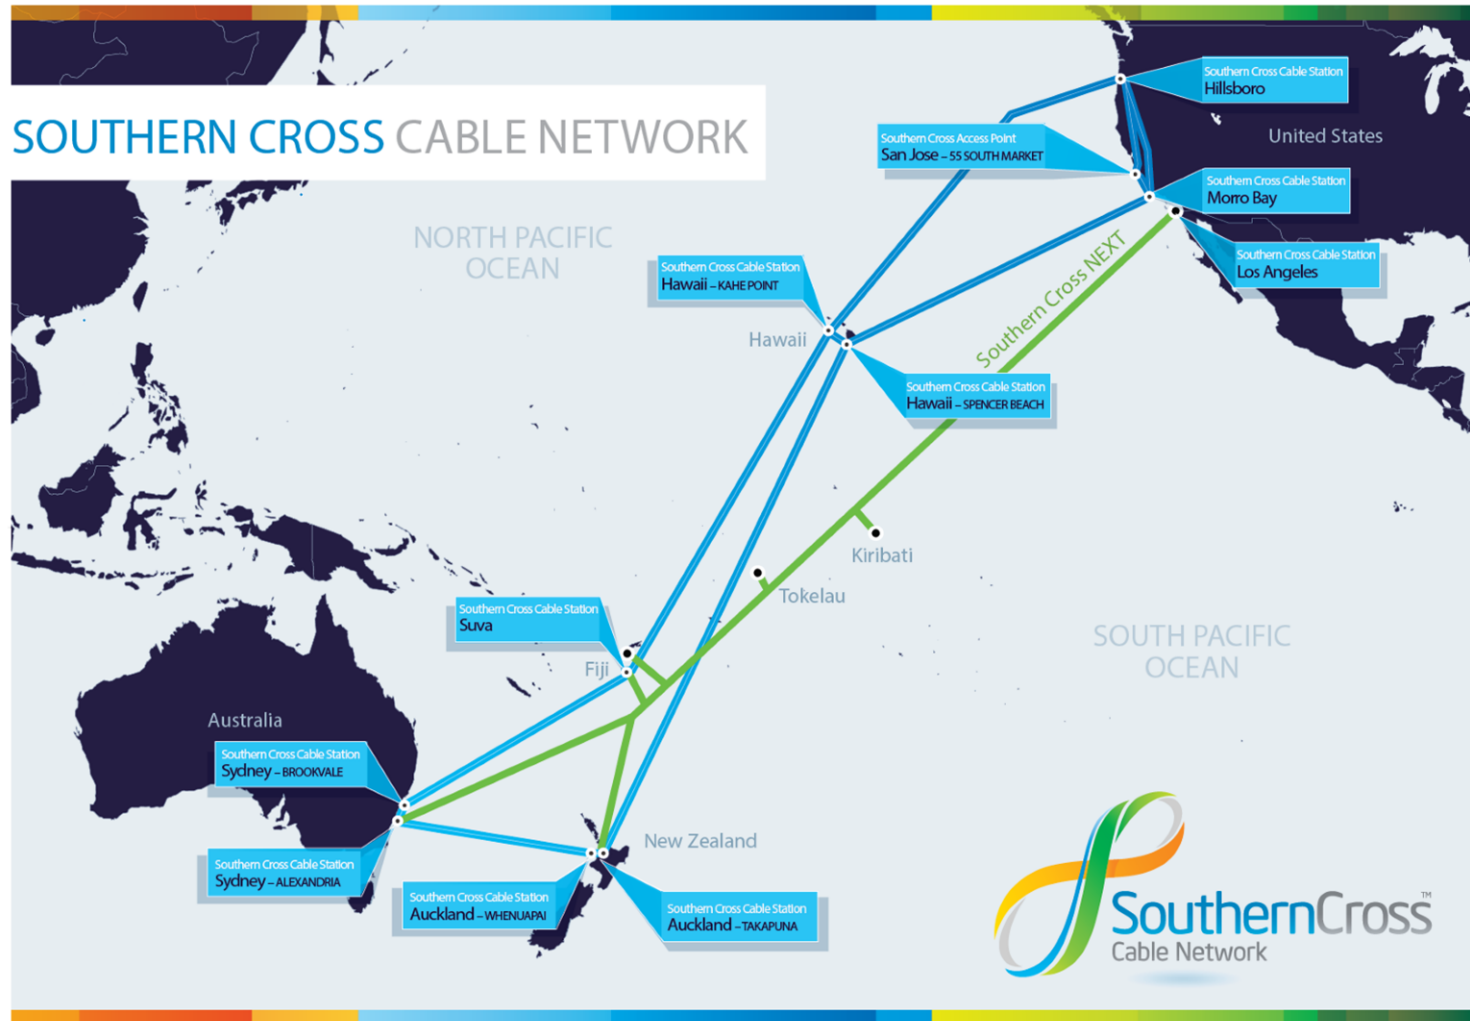 SOUTHERN CROSS CABLE NETWORK
Southern Cross Cable Station
Hillsboro
United States
Southern Cross Access Point
San Jose – 55 SOUTH MARKET
Southern Cross Cable Station
Morro Bay
NORTH PACIFIC
OCEAN
Southern Cross Cable Station
Hawaii – KAHE POINT
Southern Cross NEXT
Southern Cross Cable Station
Los Angeles
Hawaii
Southern Cross Cable Station
Hawaii – SPENCER BEACH
Kiribati
Tokelau
Southern Cross Cable Station
Suva
Fiji
SOUTH PACIFIC
OCEAN
Australia
Southern Cross Cable Station
Sydney – BROOKVALE
New Zealand
Southern Cross Cable Station
Sydney – ALEXANDRIA
Southern Cross Cable Station
Auckland – WHENUAPAI
Southern Cross Cable Station
Auckland – TAKAPUNA
SouthernCross™
Cable Network